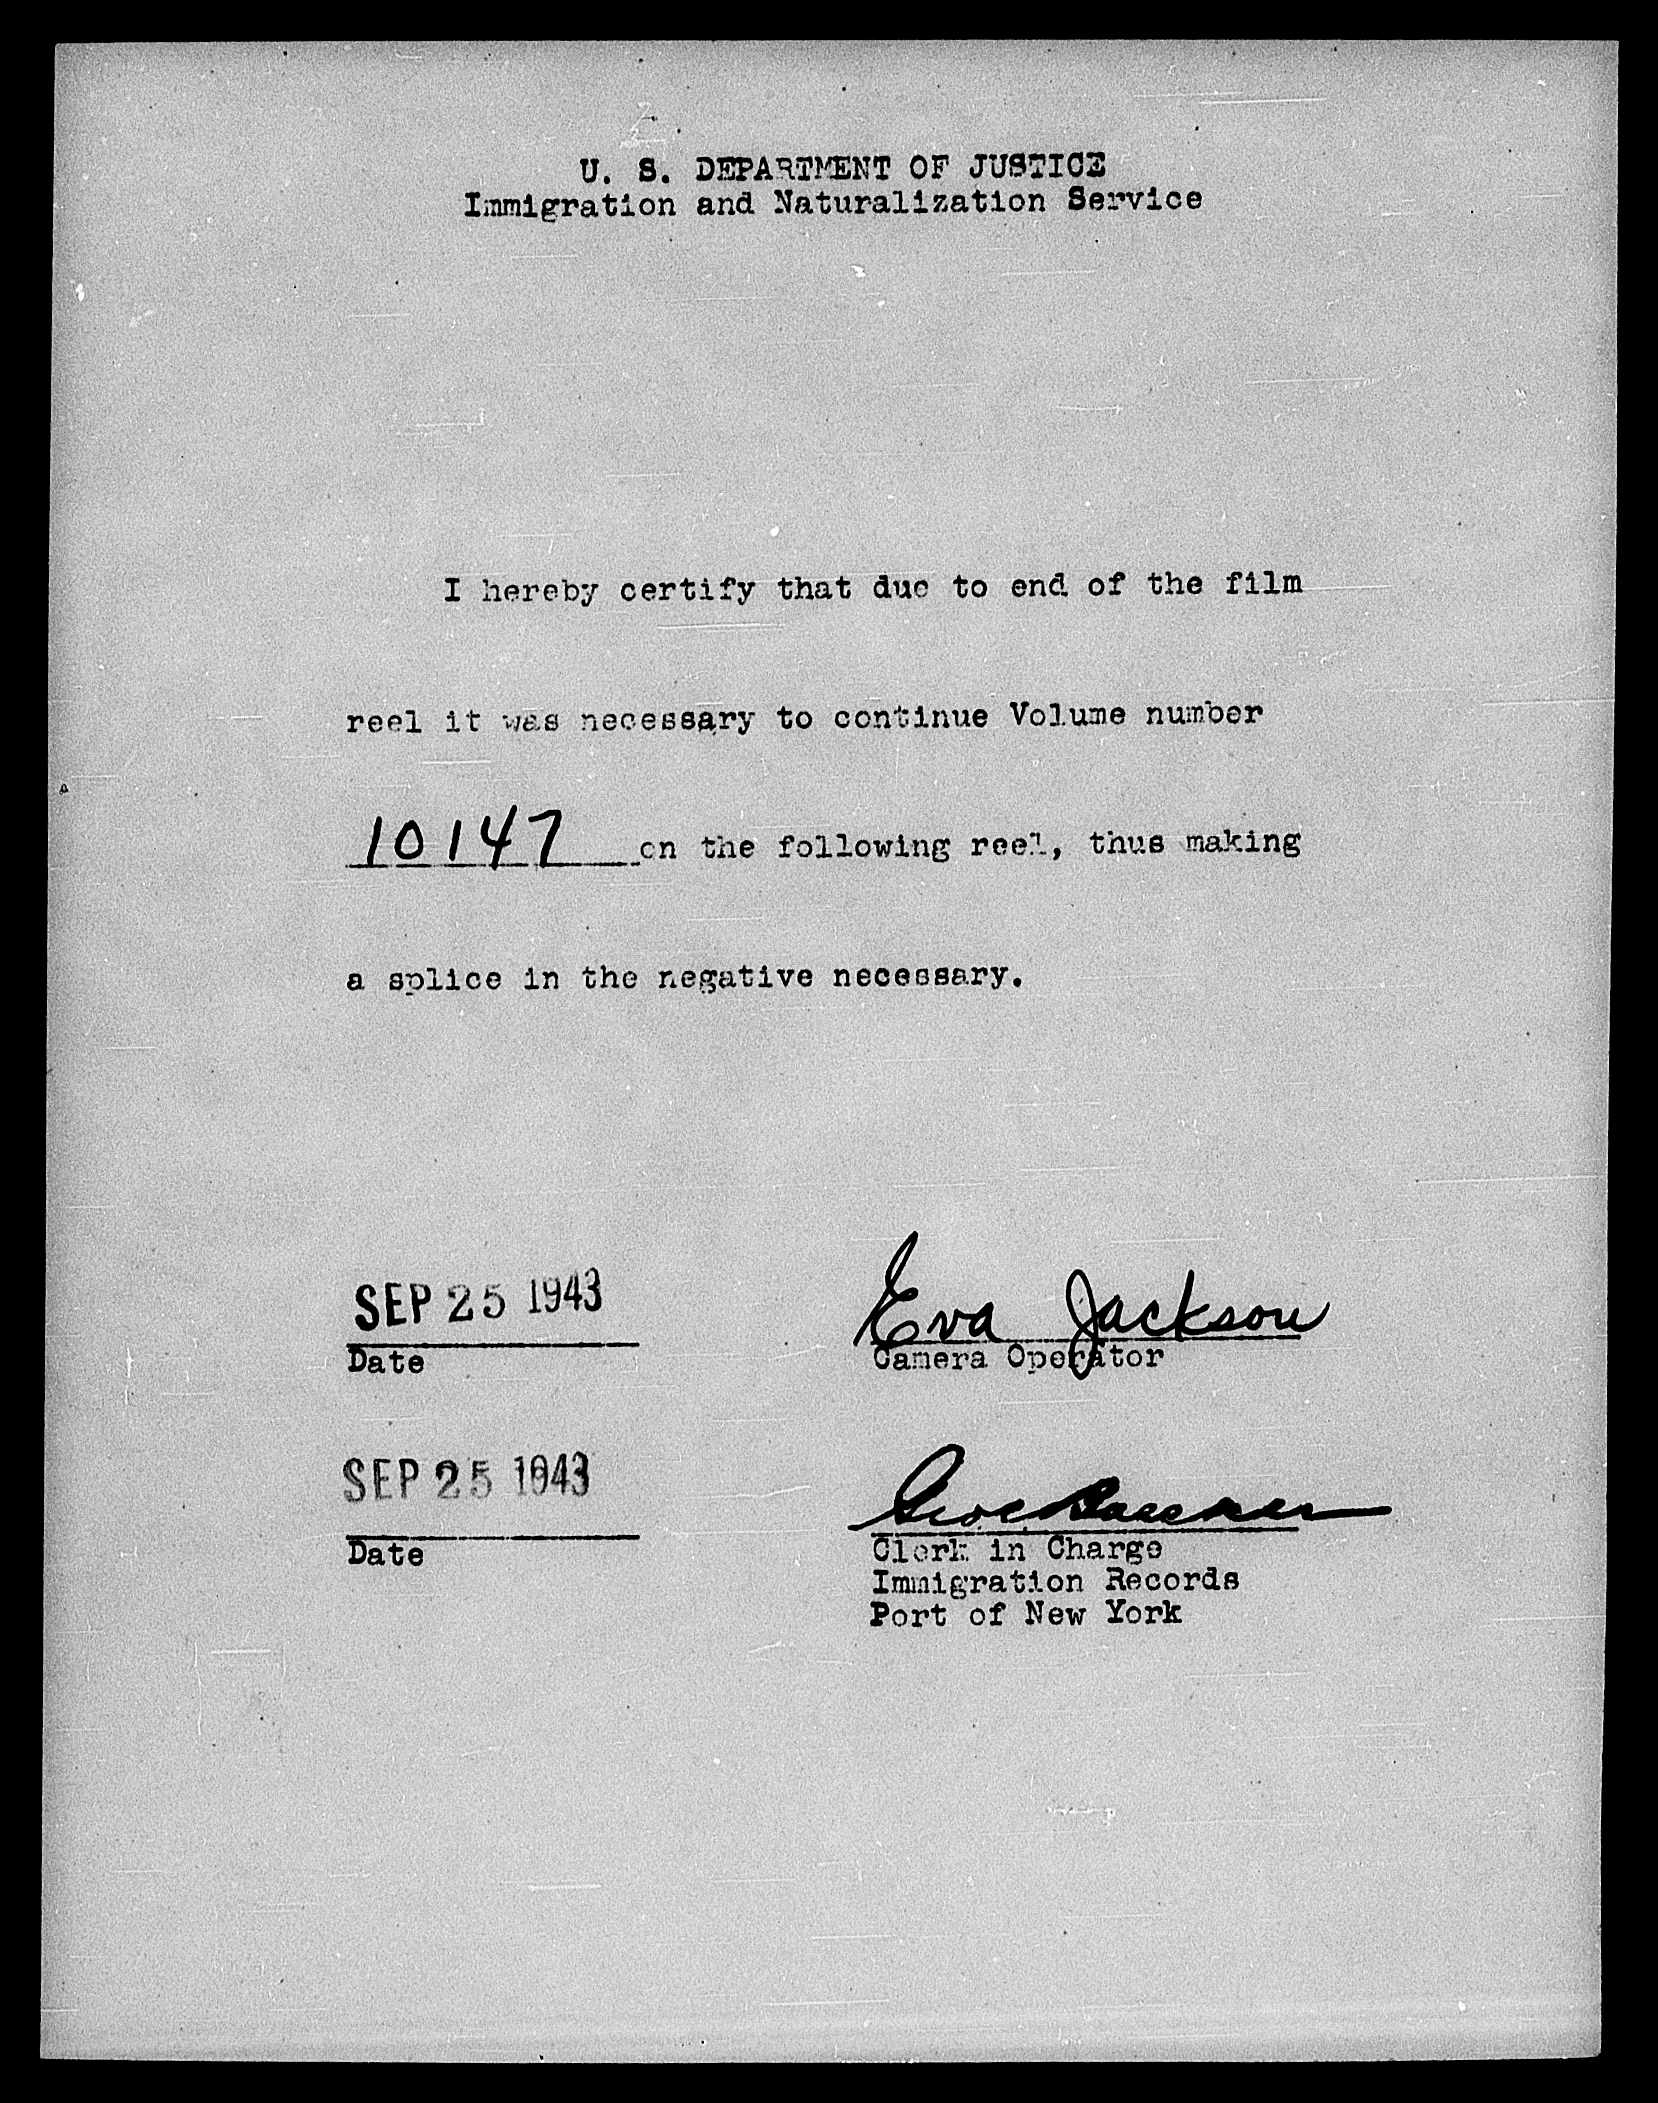 U. S. DEPARTMENT OF JUSTICE
Immigration and Naturalization Service
I hereby certify that due to end of the film
reel it was necessary to continue Volume number
10147 on the following reel, thus making
a splice in the negative necessary.
SEP 25 1943
Eva Jackson
Date
Camera Operator
SEP 25 1943
Date
Clerk in Charge
Immigration Records
Port of New York